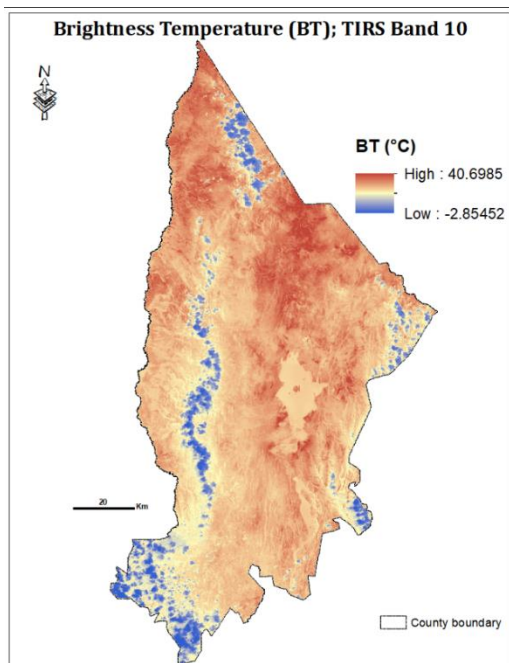 Brightness Temperature (BT); TIRS Band 10
N
BT (°C)
High : 40.6985
Low : -2.85452
20
Km
County boundary